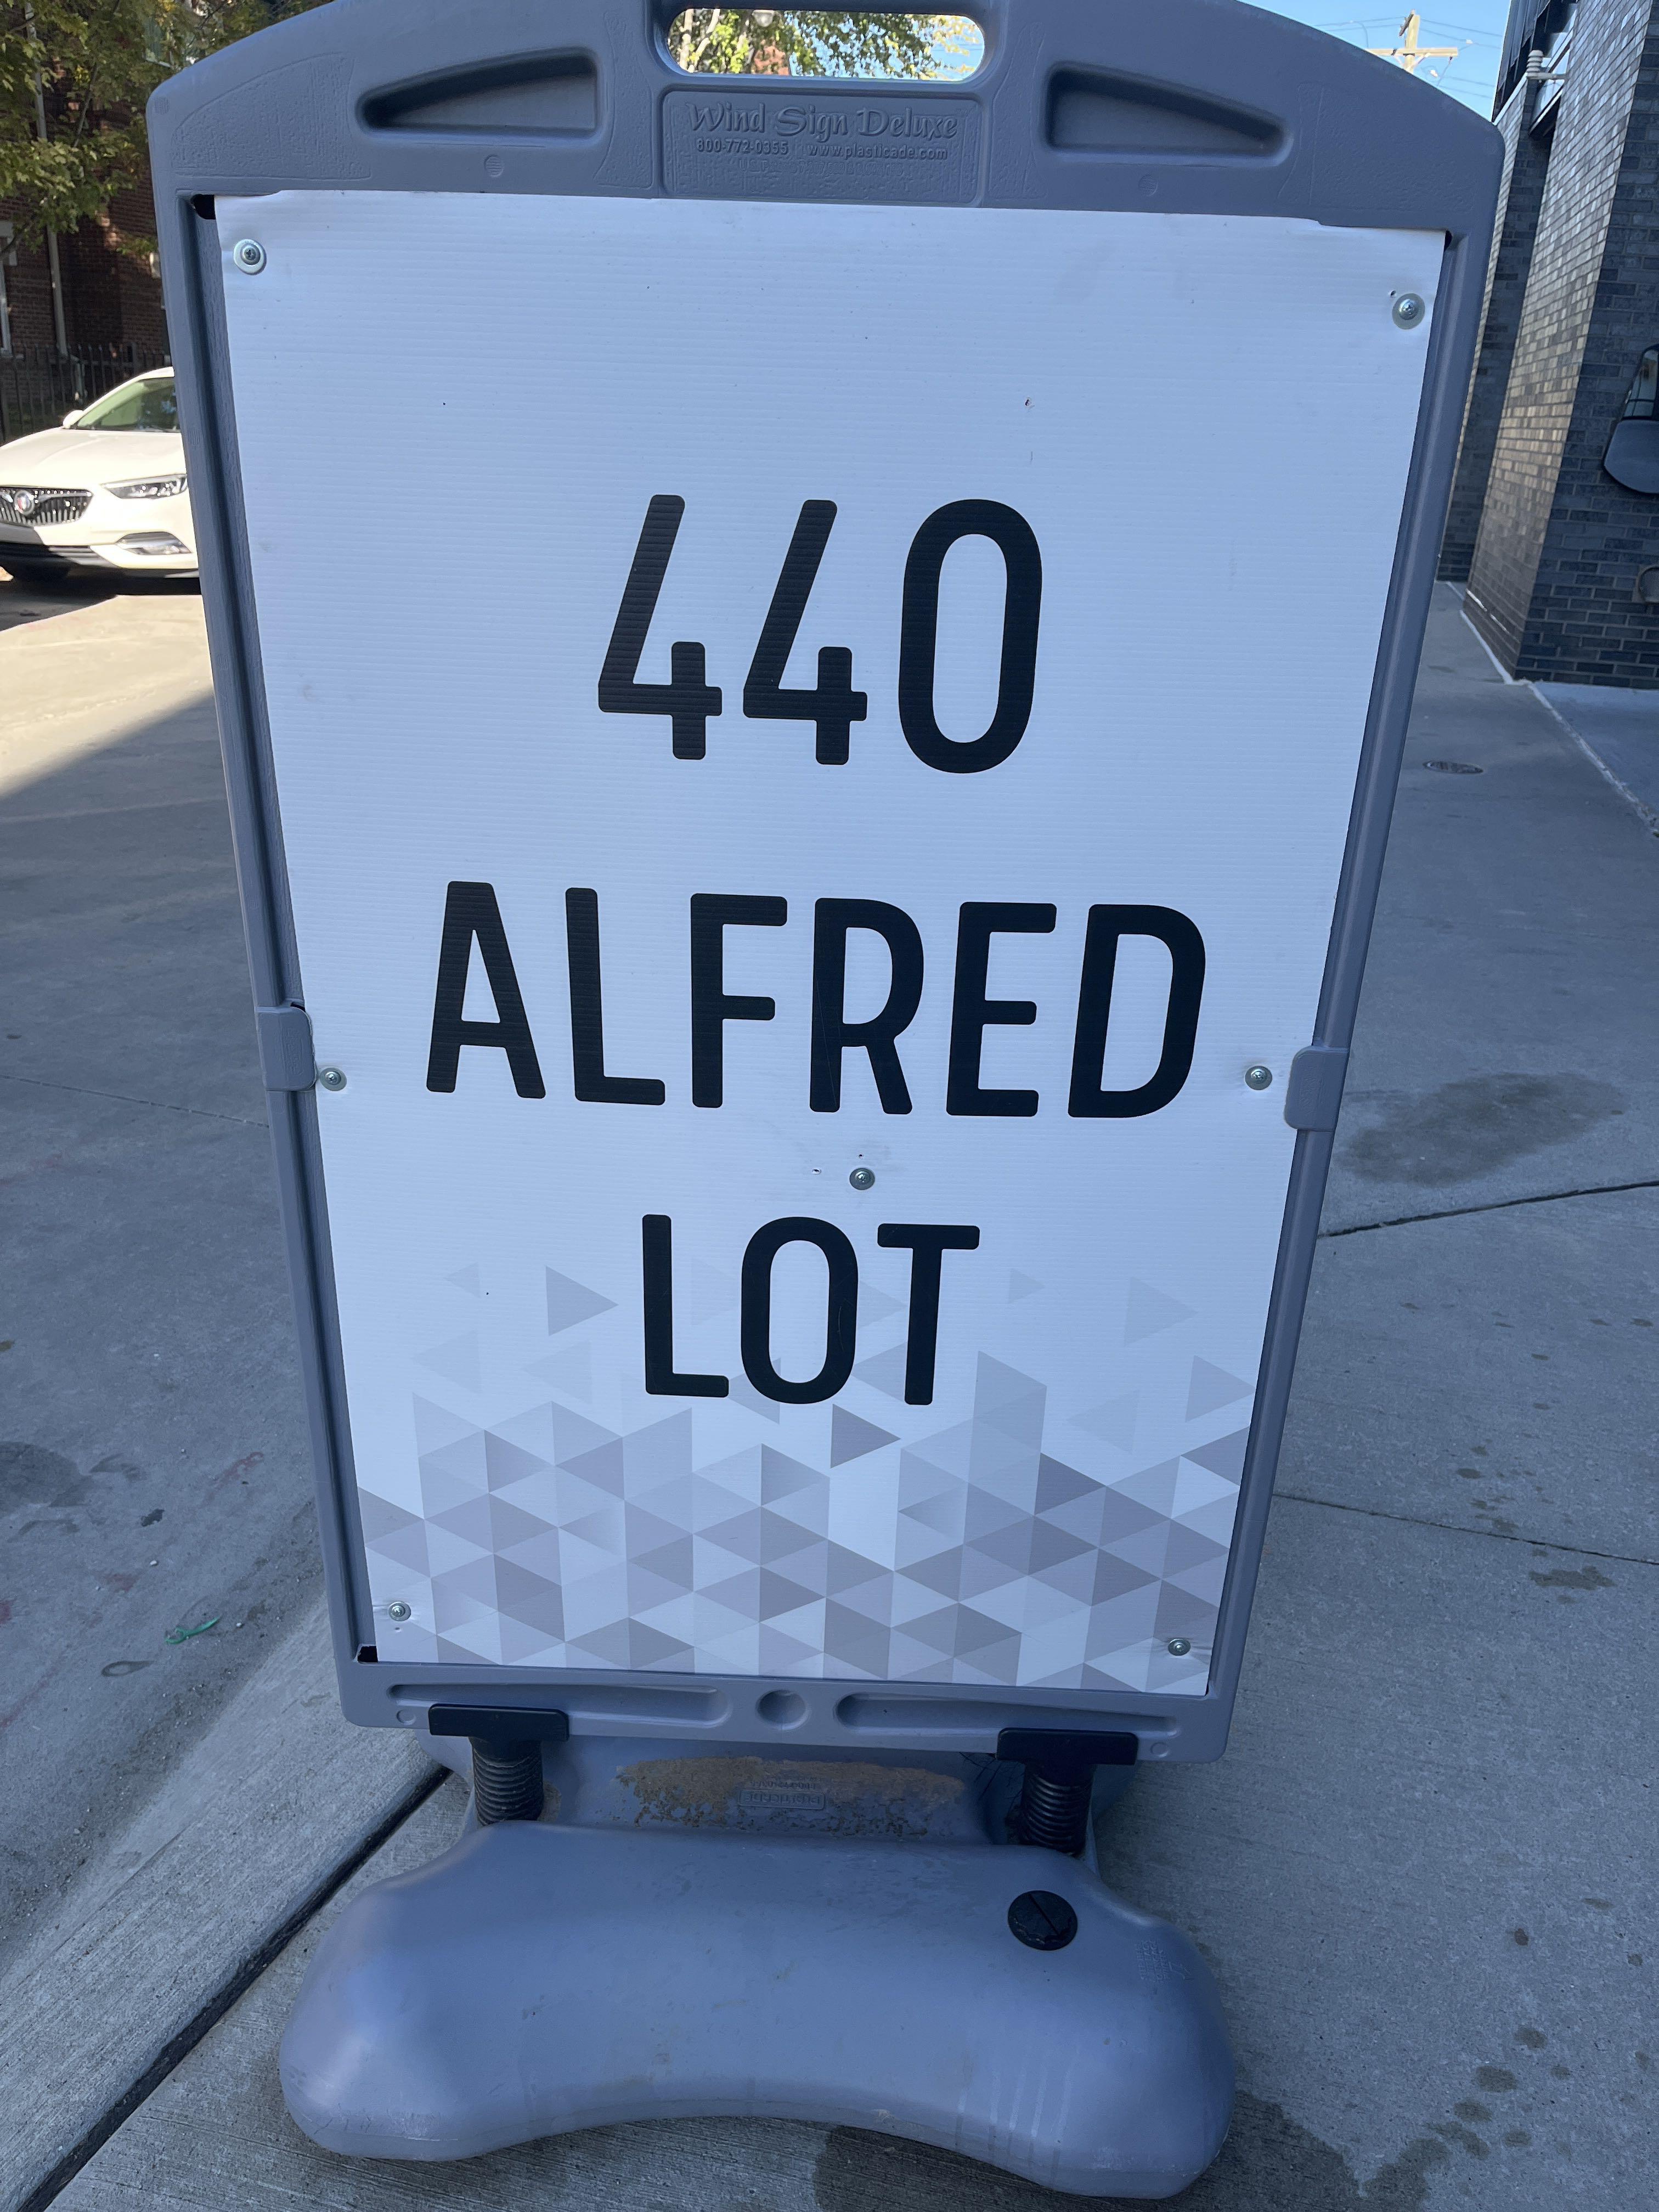 Wind Sign Deluxe
800-772-0355 www.plasticade.com
440
ALFRED
LOT